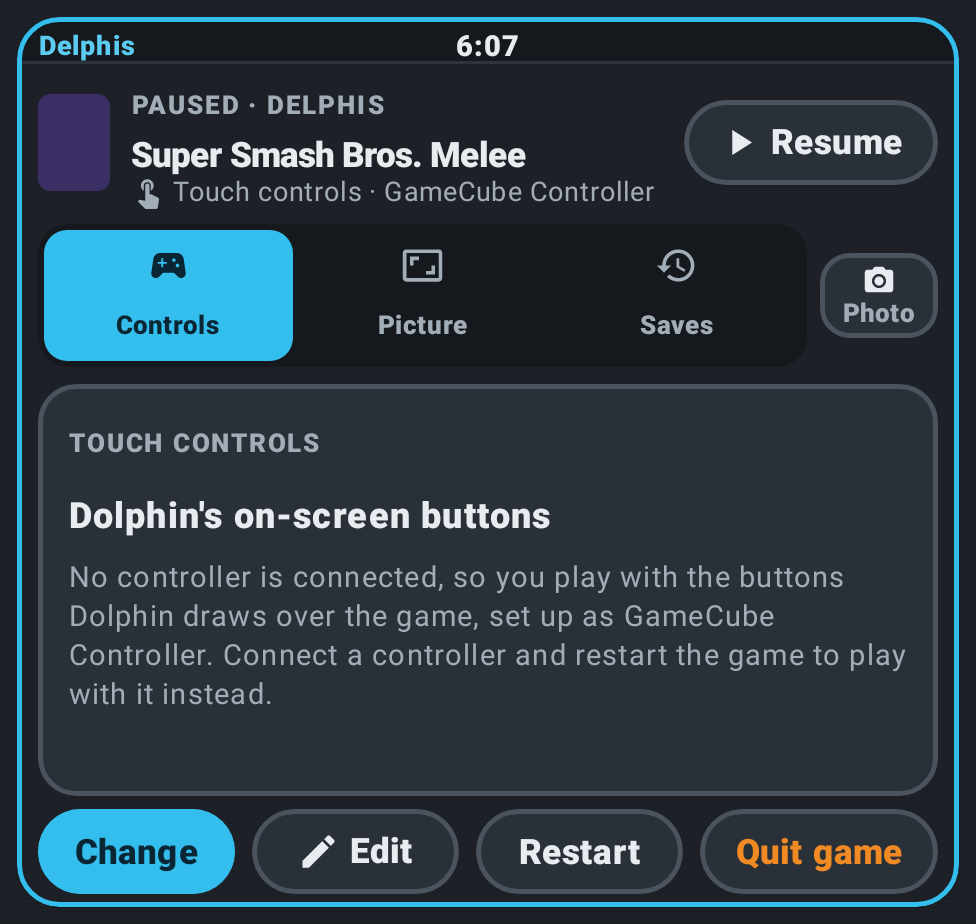 Delphis
6:07
PAUSED · DELPHIS
Super Smash Bros. Melee
Touch controls · GameCube Controller
Resume
Controls
Picture
Saves
Photo
TOUCH CONTROLS
Dolphin's on-screen buttons
No controller is connected, so you play with the buttons
Dolphin draws over the game, set up as GameCube
Controller. Connect a controller and restart the game to play
with it instead.
Change
Edit
Restart
Quit game